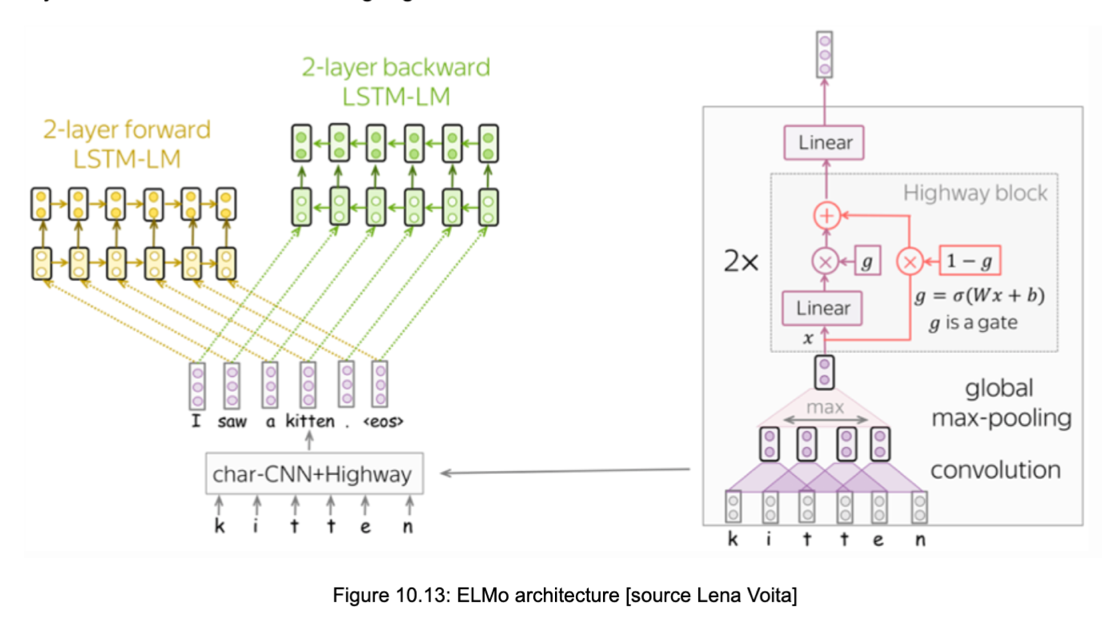 2-layer backward
LSTM-LM
2-layer forward
LSTM-LM
I saw a kitten . <eos>
char-CNN+Highway
k i t t e n
Linear
Highway block
+
2x
× g × 1 − g
g = σ(Wx + b)
g is a gate
Linear
x
global
max-pooling
max
convolution
k i t t e n
Figure 10.13: ELMo architecture [source Lena Voita]